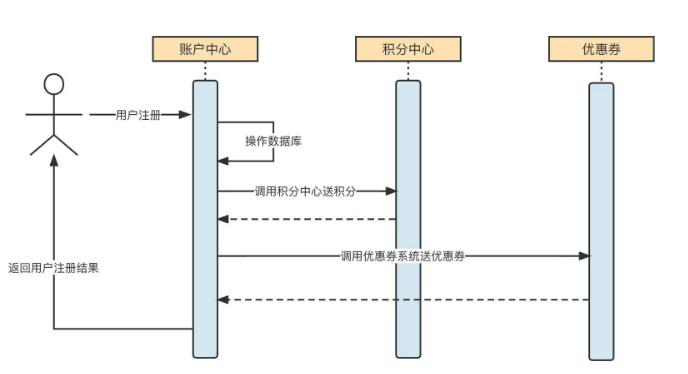 账户中心
积分中心
优惠券
用户注册
操作数据库
调用积分中心送积分
调用优惠券系统送优惠券
返回用户注册结果